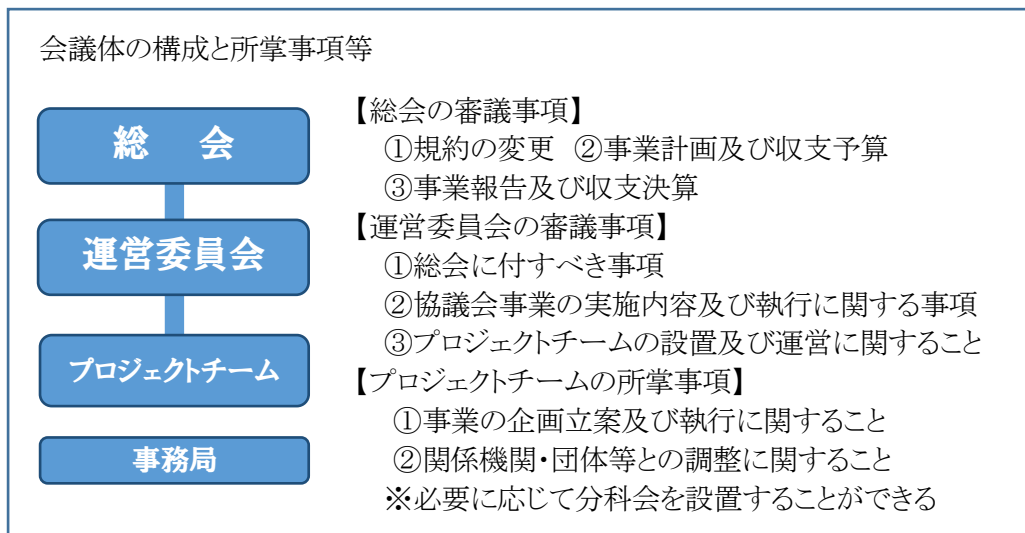 会議体の構成と所掌事項等
総　会
運営委員会
プロジェクトチーム
事務局
【総会の審議事項】
①規約の変更　②事業計画及び収支予算
③事業報告及び収支決算
【運営委員会の審議事項】
①総会に付すべき事項
②協議会事業の実施内容及び執行に関する事項
③プロジェクトチームの設置及び運営に関すること
【プロジェクトチームの所掌事項】
①事業の企画立案及び執行に関すること
②関係機関・団体等との調整に関すること
※必要に応じて分科会を設置することができる